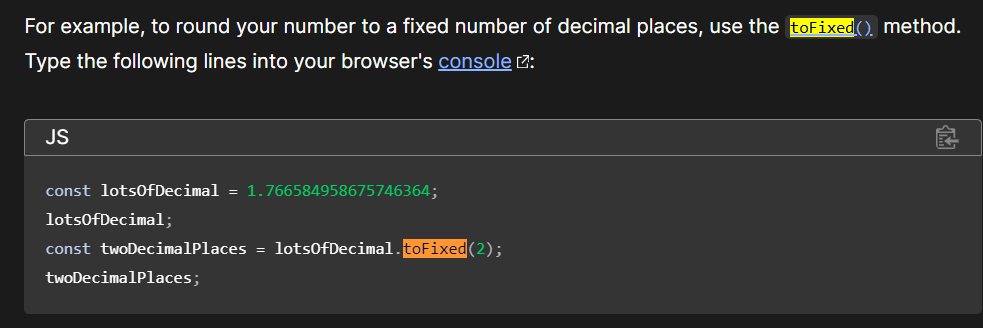 For example, to round your number to a fixed number of decimal places, use the toFixed() method.
Type the following lines into your browser's console:
JS
const lotsOfDecimal = 1.766584958675746364;
lotsOfDecimal;
const twoDecimalPlaces = lotsOfDecimal.toFixed(2);
twoDecimalPlaces;